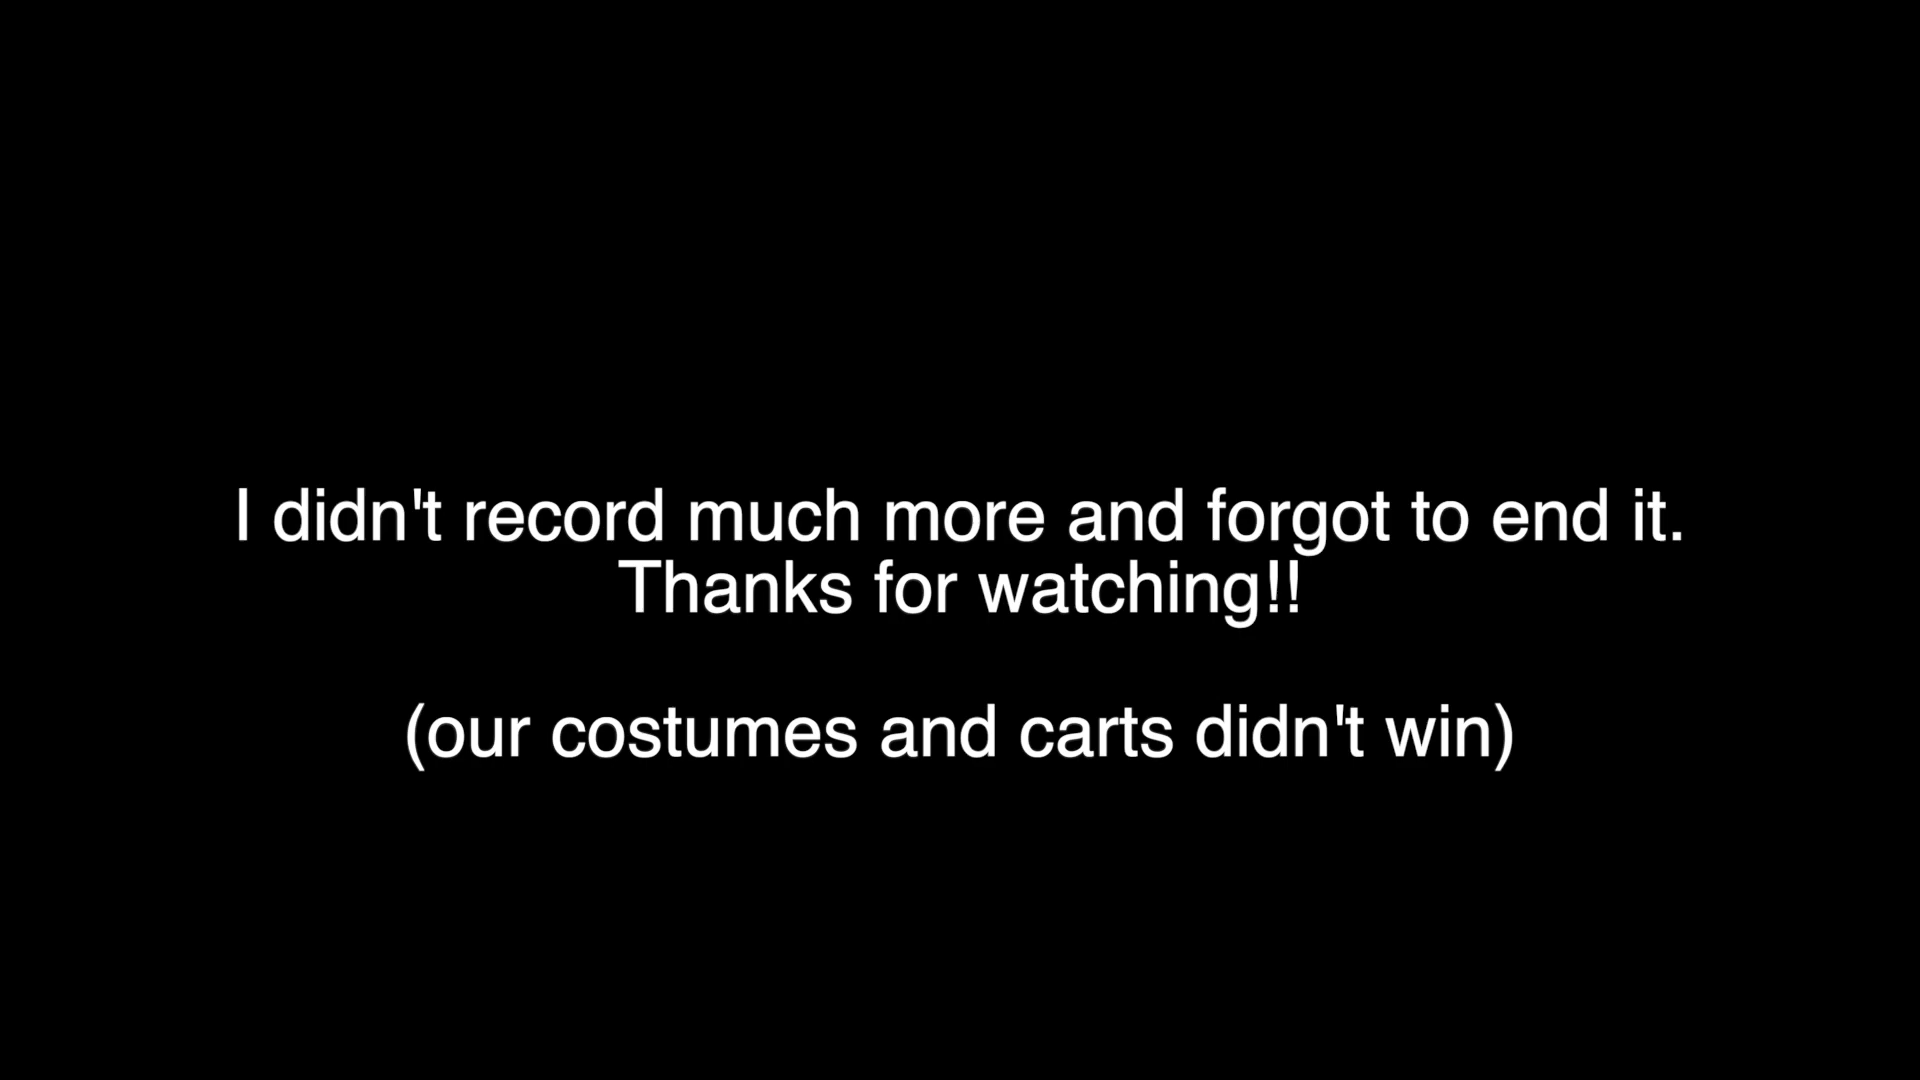 I didn't record much more and forgot to end it.
Thanks for watching!!
(our costumes and carts didn't win)